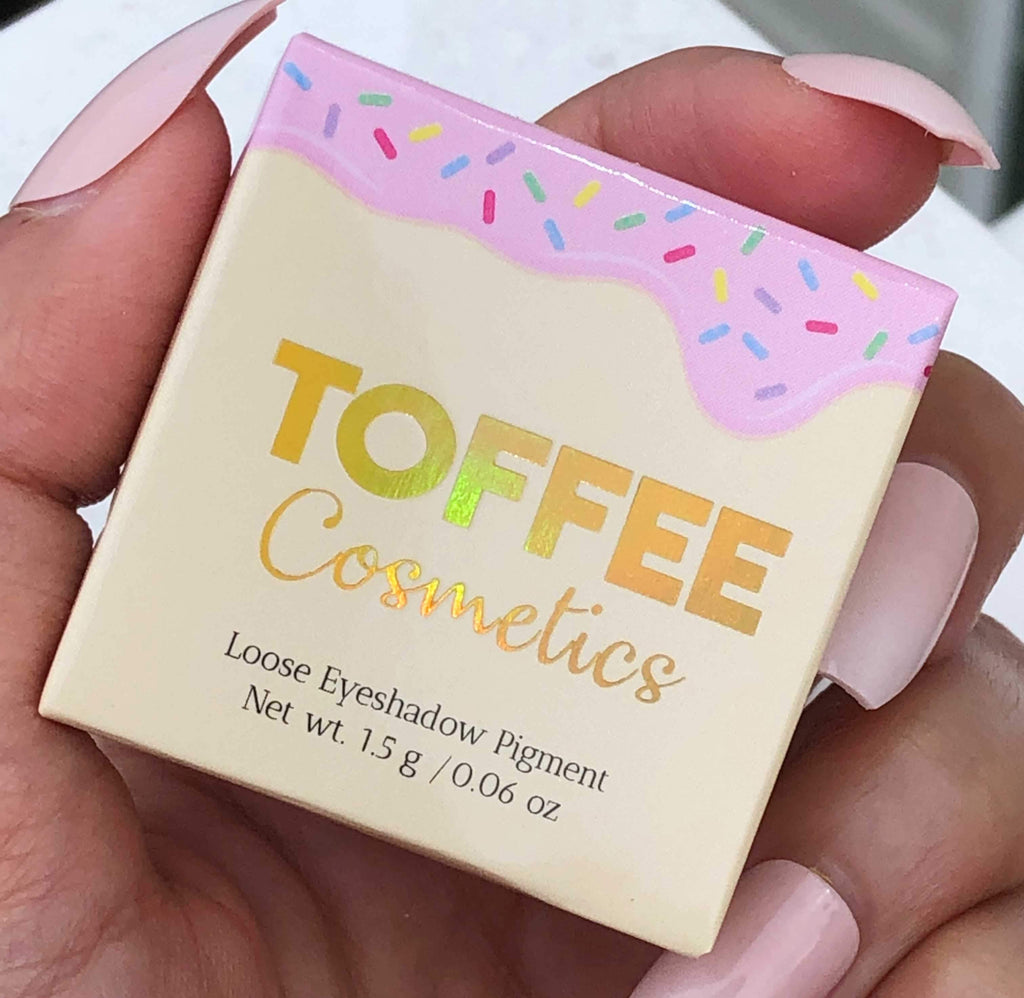 TOFFEE
Cosmetics
Loose Eyeshadow Pigment
Net wt. 1.5 g / 0.06 oz